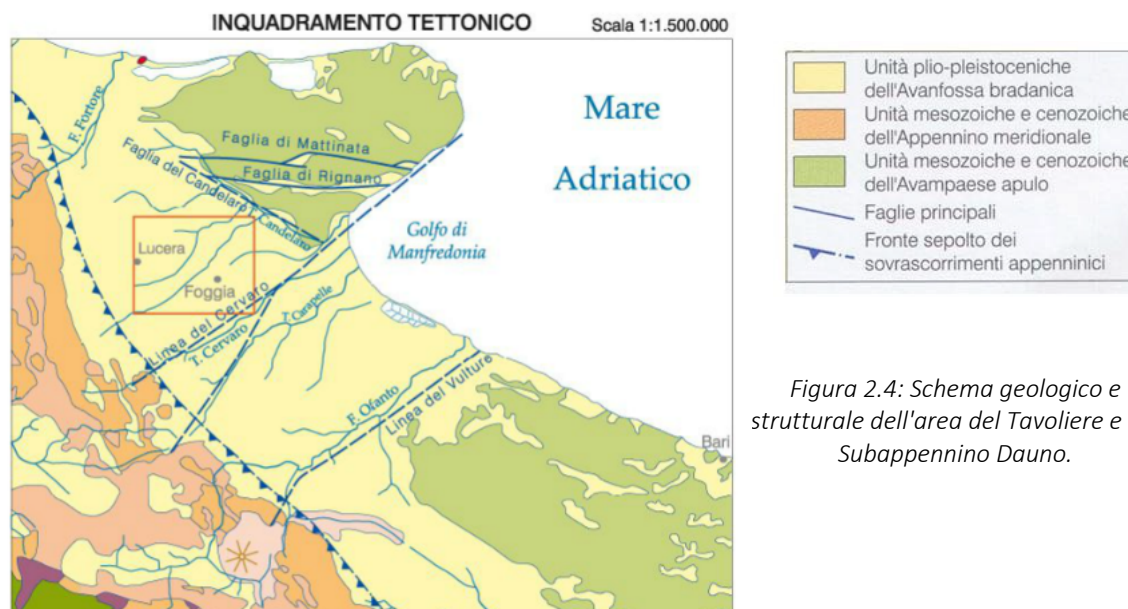 INQUADRAMENTO TETTONICO
Scala 1:1.500.000
Mare
Adriatico
F. Fortore
Faglia di Mattinata
Faglia di Rignano
Faglia del Candelaro
T. Candelaro
Golfo di
Manfredonia
Lucera
Foggia
Linea del Cervaro
T. Cervaro
T. Carapelle
F. Ofanto
Linea del Vulture
Bari
Unità plio-pleistoceniche
dell'Avanfossa bradanica
Unità mesozoiche e cenozoiche
dell'Appennino meridionale
Unità mesozoiche e cenozoiche
dell'Avampaese apulo
Faglie principali
Fronte sepolto dei
sovrascorrimenti appenninici
Figura 2.4: Schema geologico e
strutturale dell'area del Tavoliere e
Subappennino Dauno.